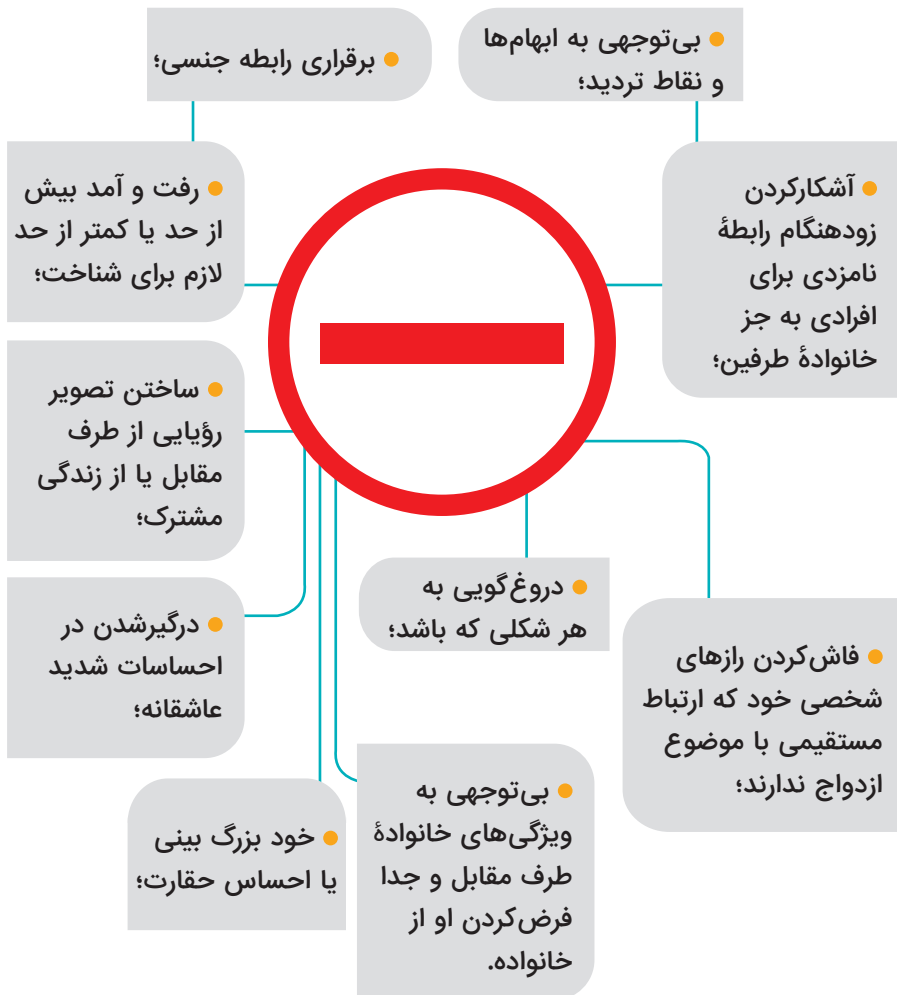 بی‌توجهی به ابهام‌ها
و نقاط تردید؛
برقراری رابطه جنسی؛
آشکارکردن
زودهنگام رابطهٔ
نامزدی برای
افرادی به جز
خانوادهٔ طرفین؛
رفت و آمد بیش
از حد یا کمتر از حد
لازم برای شناخت؛
ساختن تصویر
رؤیایی از طرف
مقابل یا از زندگی
مشترک؛
دروغ‌گویی به
هر شکلی که باشد؛
درگیرشدن در
احساسات شدید
عاشقانه؛
فاش‌کردن رازهای
شخصی خود که ارتباط
مستقیمی با موضوع
ازدواج ندارند؛
بی‌توجهی به
ویژگی‌های خانوادهٔ
طرف مقابل و جدا
فرض‌کردن او از
خانواده.
خود بزرگ بینی
یا احساس حقارت؛